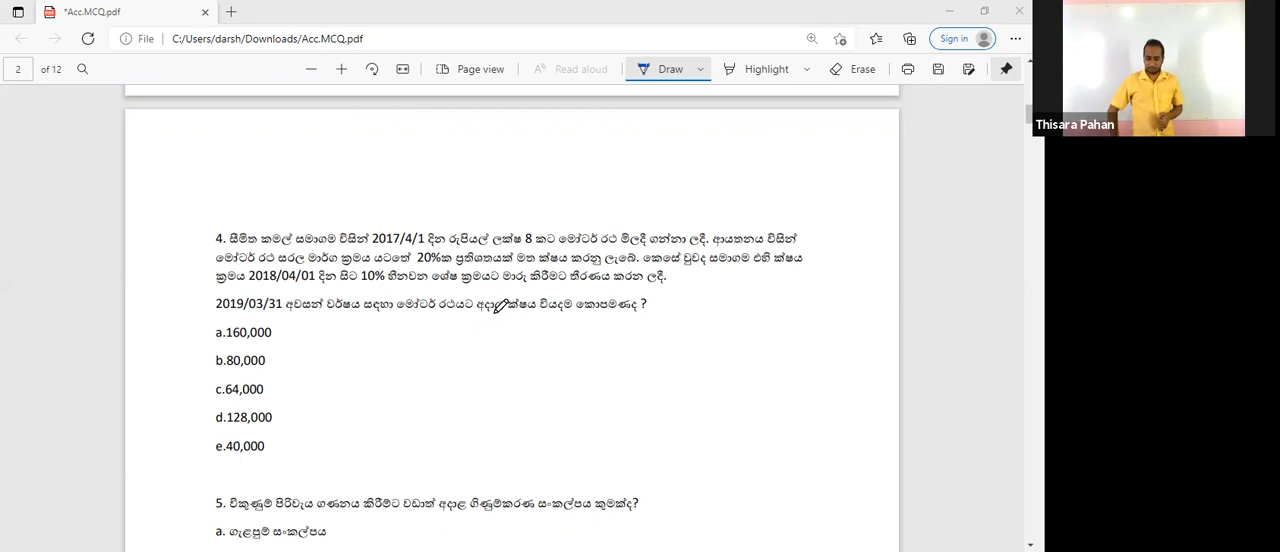 *Acc.MCQ.pdf
File C:/Users/darsh/Downloads/Acc.MCQ.pdf
Sign in
2 of 12
Page view
Read aloud
Draw
Highlight
Erase
Thisara Pahan
4. සීමිත කමල් සමාගම විසින් 2017/4/1 දින රුපියල් ලක්ෂ 8 කට මෝටර් රථ මිලදී ගන්නා ලදී. ආයතනය විසින්
මෝටර් රථ සරල මාර්ග ක්‍රමය යටතේ 20%ක ප්‍රතිශතයක් මත ක්ෂය කරනු ලැබේ. කෙසේ වුවද සමාගම එහි ක්ෂය
ක්‍රමය 2018/04/01 දින සිට 10% හීනවන ශේෂ ක්‍රමයට මාරු කිරීමට තීරණය කරන ලදී.
2019/03/31 අවසන් වර්ෂය සඳහා මෝටර් රථයට ක්ෂය වියදම කොපමණද ?
a.160,000
b.80,000
c.64,000
d.128,000
e.40,000
5. විකුණුම් පිරිවැය ගණනය කිරීම්ට වඩාත් අදාළ ගිණුම්කරණ සංකල්පය කුමක්ද?
a. ගැළපුම් සංකල්පය